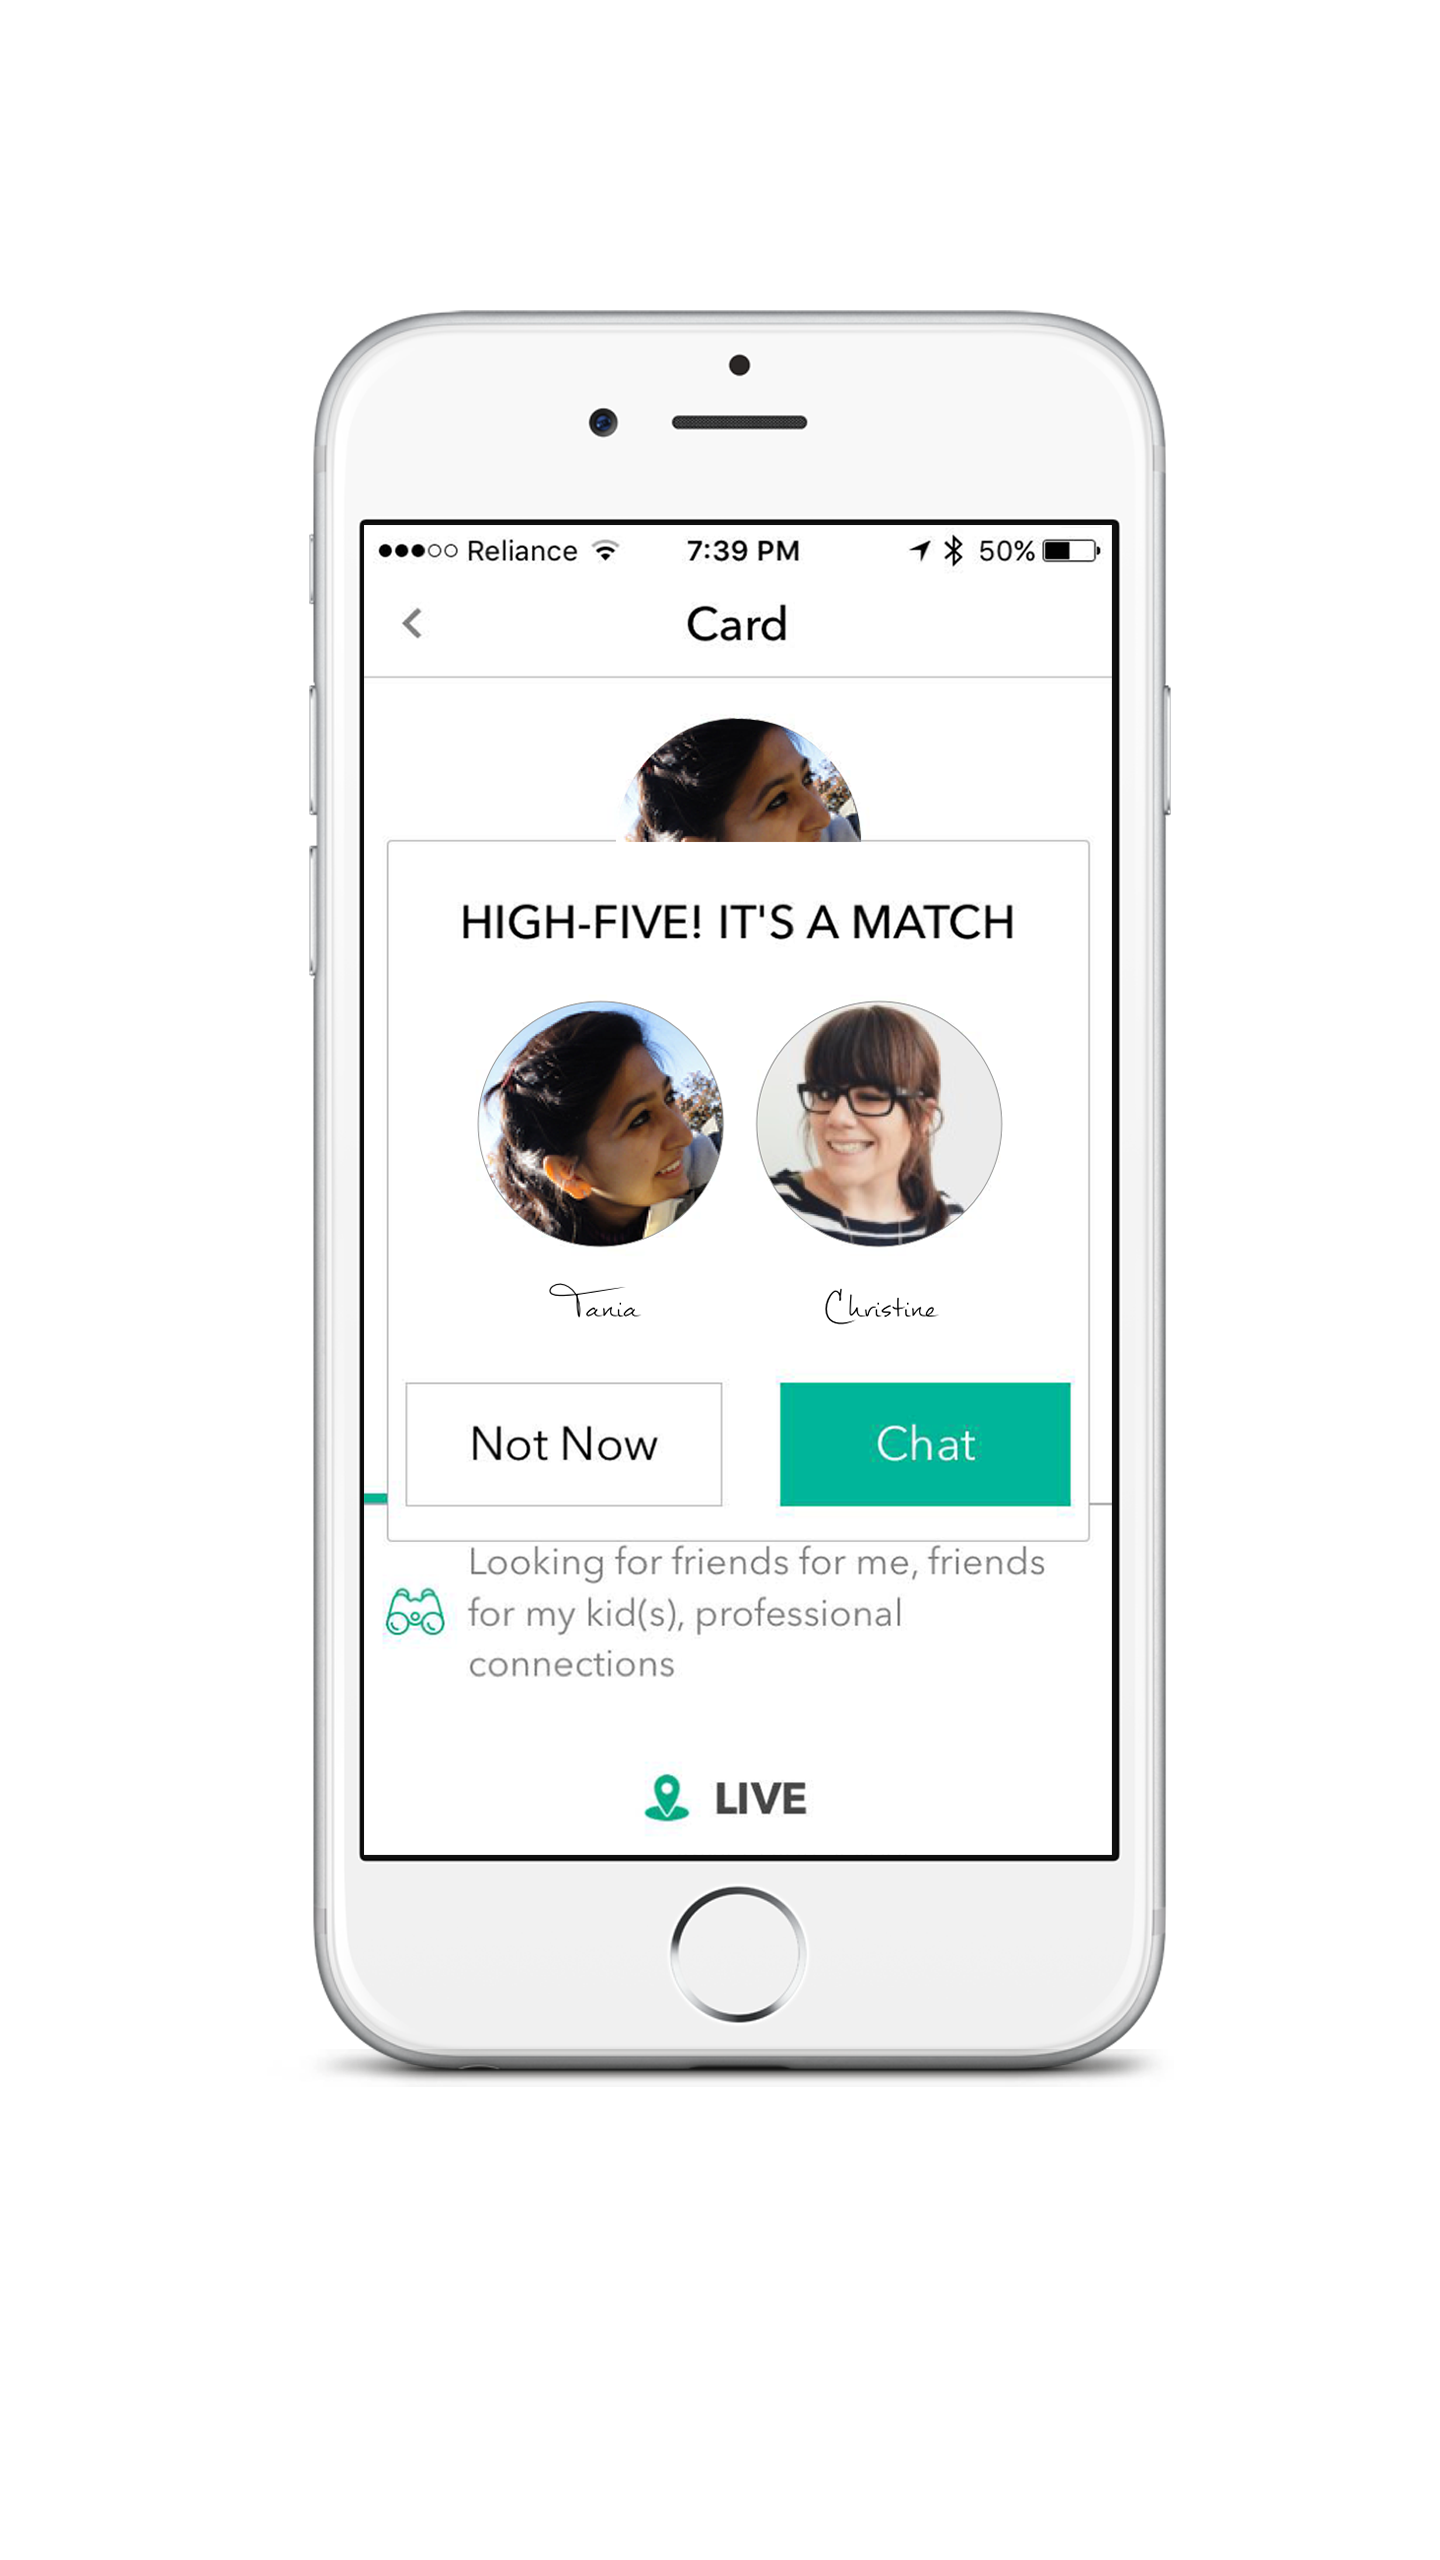 Reliance 7:39 PM 50%
Card
HIGH-FIVE! IT'S A MATCH
Tania Christine
Not Now Chat
Looking for friends for me, friends
for my kid(s), professional
connections
LIVE